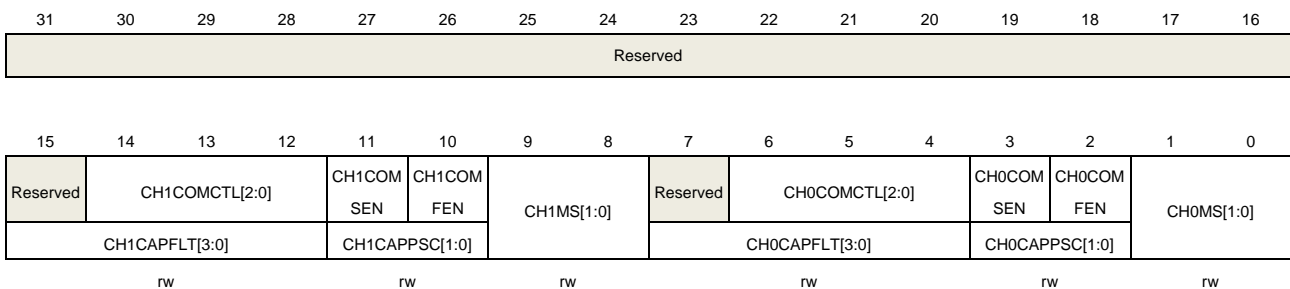 31 30 29 28 27 26 25 24 23 22 21 20 19 18 17 16
Reserved
15 14 13 12 11 10 9 8 7 6 5 4 3 2 1 0
Reserved CH1COMCTL[2:0] CH1COM SEN CH1COM FEN CH1MS[1:0] Reserved CH0COMCTL[2:0] CH0COM SEN CH0COM FEN CH0MS[1:0]
CH1CAPFLT[3:0] CH1CAPPSC[1:0] CH0CAPFLT[3:0] CH0CAPPSC[1:0]
rw rw rw rw rw rw